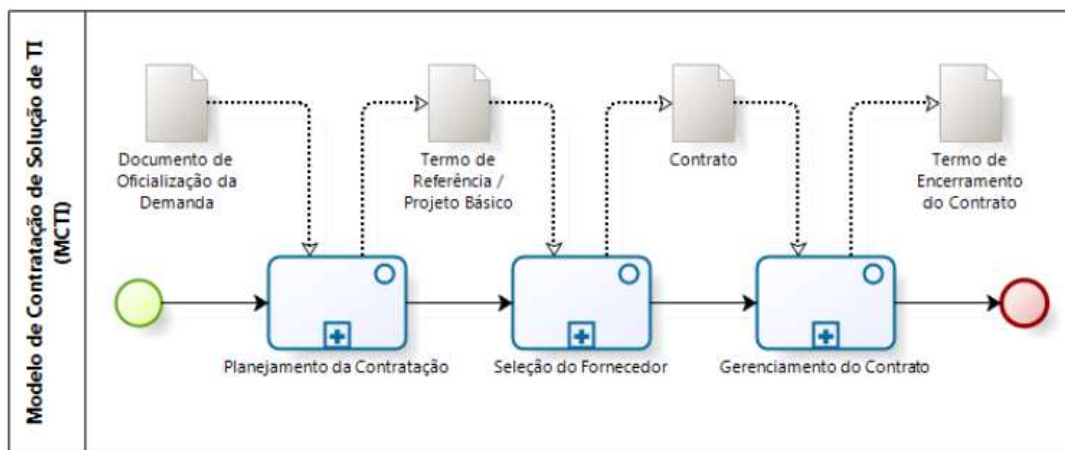 Modelo de Contratação de Solução de TI
(MCTI)
Documento de
Oficialização da
Demanda
Termo de
Referência /
Projeto Básico
Contrato
Termo de
Encerramento
do Contrato
Planejamento da Contratação
Seleção do Fornecedor
Gerenciamento do Contrato